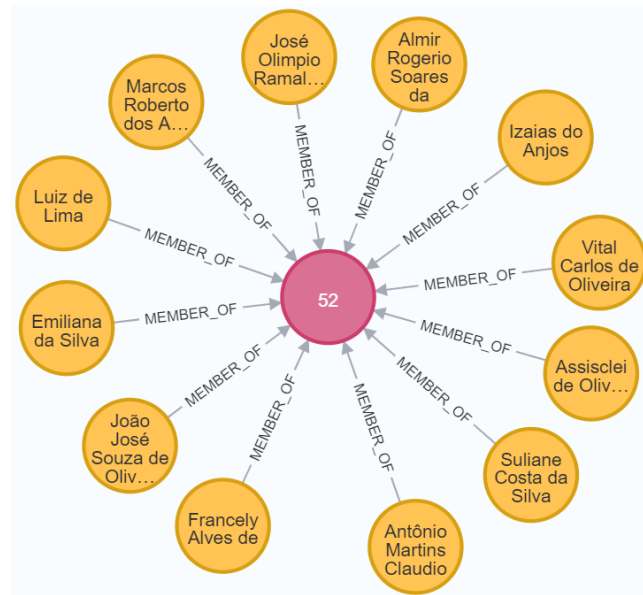 José
Olimpio
Ramal…
Almir
Rogerio
Soares
da
Marcos
Roberto
dos A…
Izaias do
Anjos
Luiz de
Lima
Vital
Carlos de
Oliveira
Emiliana
da Silva
Assisclei
de Oliv…
João
José
Souza de
Oliv…
Suliane
Costa da
Silva
Francely
Alves de
Antônio
Martins
Claudio
52
MEMBER_OF
MEMBER_OF
MEMBER_OF
MEMBER_OF
MEMBER_OF
MEMBER_OF
MEMBER_OF
MEMBER_OF
MEMBER_OF
MEMBER_OF
MEMBER_OF
MEMBER_OF